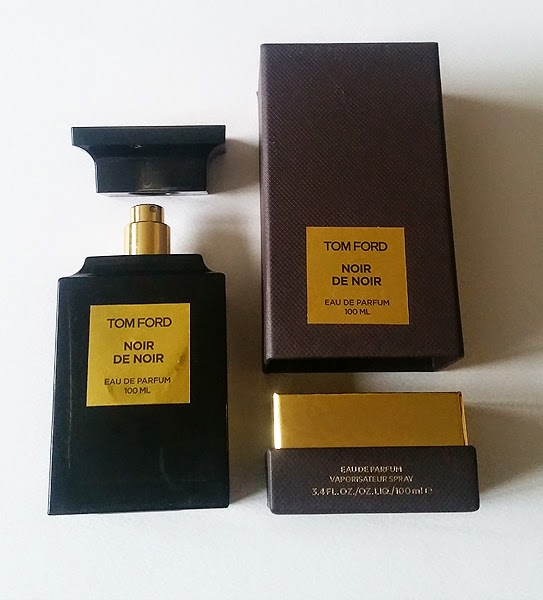 TOM FORD
NOIR
DE NOIR
EAU DE PARFUM
100 ML
TOM FORD
NOIR
DE NOIR
EAU DE PARFUM
100 ML
EAU DE PARFUM
VAPORISATEUR SPRAY
3.4 FL.OZ./OZ.LIQ./100 ml ℮